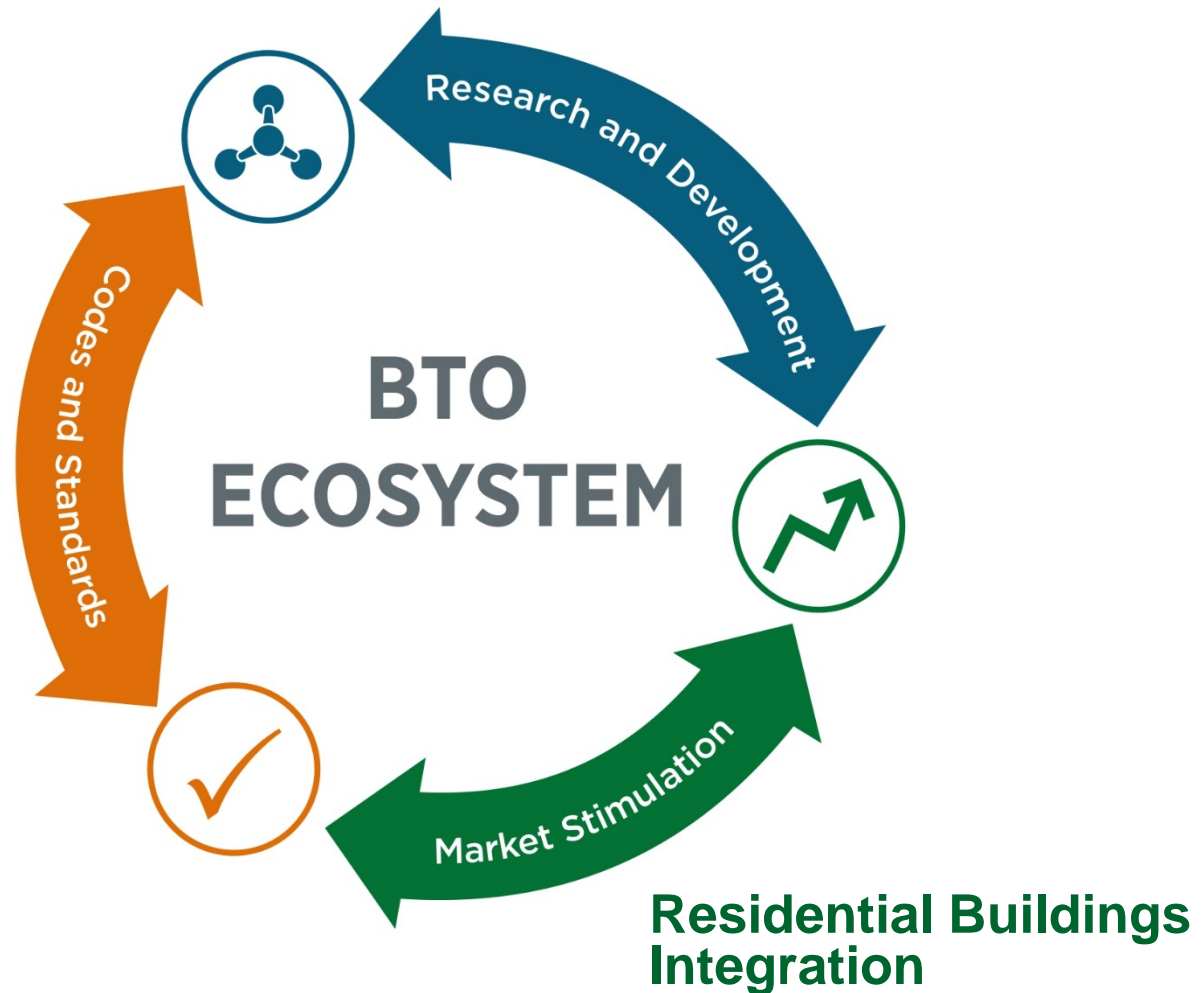 Research and Development
Codes and Standards
BTO
ECOSYSTEM
Market Stimulation
Residential Buildings
Integration